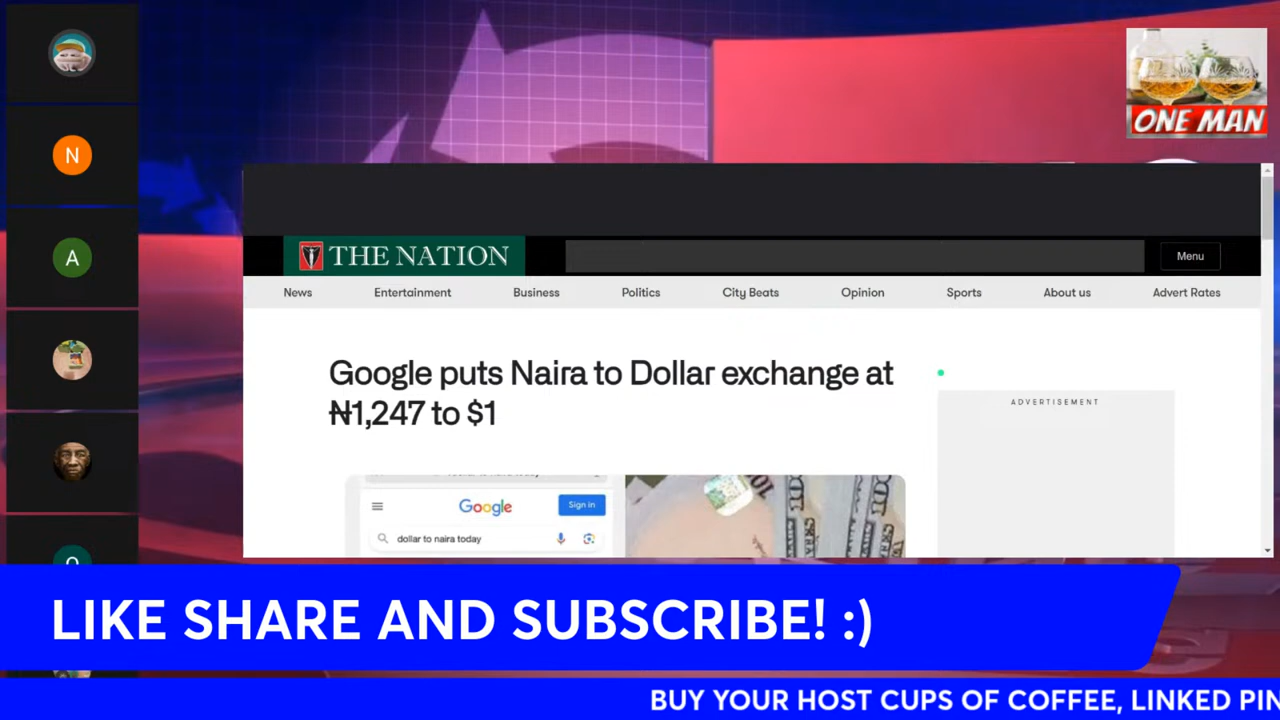 N
A
ONE MAN
THE NATION
Menu
News Entertainment Business Politics City Beats Opinion Sports About us Advert Rates
Google puts Naira to Dollar exchange at
₦1,247 to $1
ADVERTISEMENT
Google
Sign in
dollar to naira today
LIKE SHARE AND SUBSCRIBE! :)
BUY YOUR HOST CUPS OF COFFEE, LINKED PIN